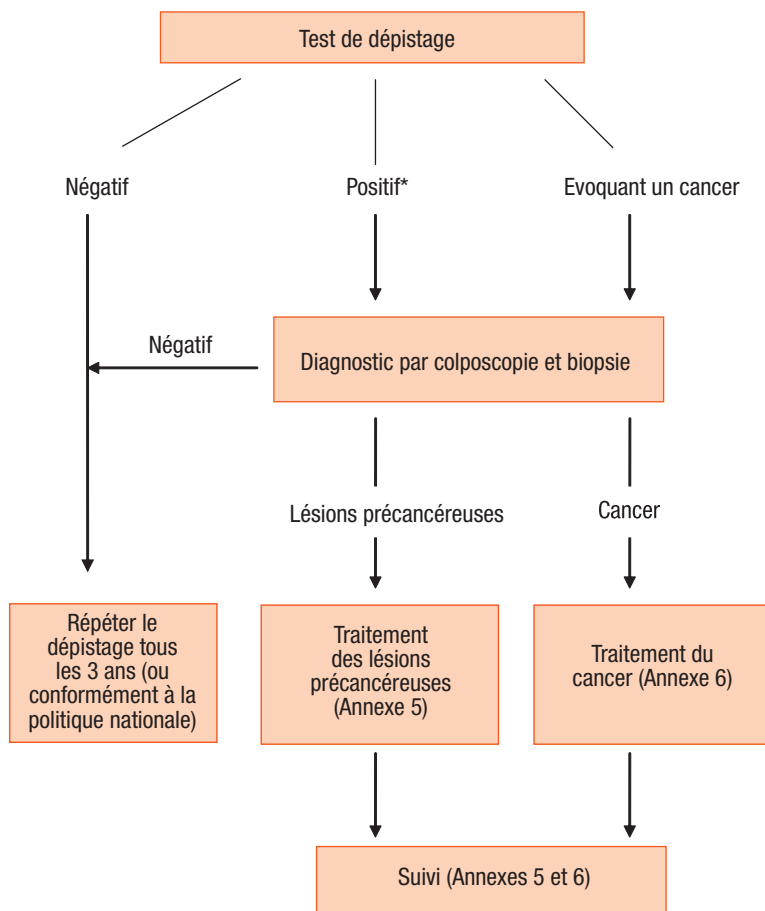 Test de dépistage
Négatif
Positif*
Evoquant un cancer
Négatif
Diagnostic par colposcopie et biopsie
Lésions précancéreuses
Cancer
Répéter le
dépistage tous
les 3 ans (ou
conformément à la
politique nationale)
Traitement
des lésions
précancéreuses
(Annexe 5)
Traitement du
cancer (Annexe 6)
Suivi (Annexes 5 et 6)